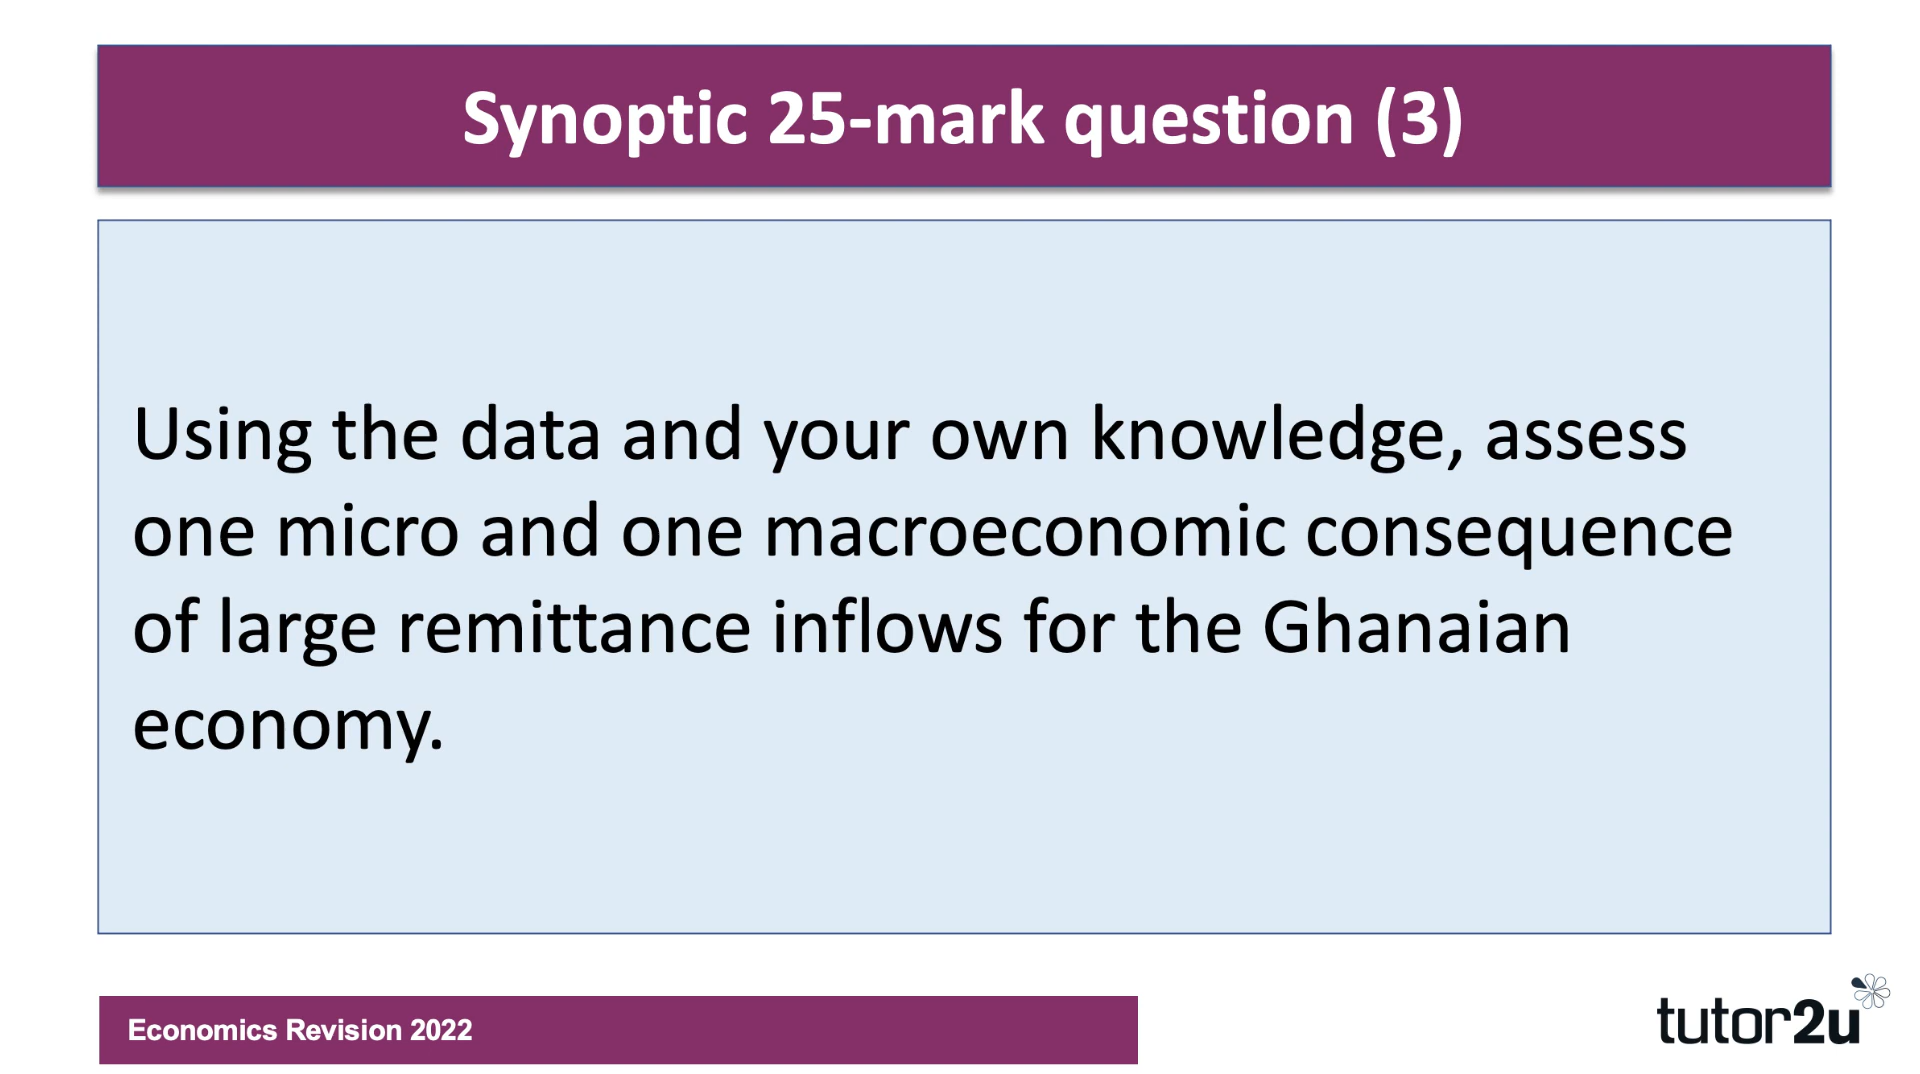 Synoptic 25-mark question (3)
Using the data and your own knowledge, assess
one micro and one macroeconomic consequence
of large remittance inflows for the Ghanaian
economy.
Economics Revision 2022
tutor2u